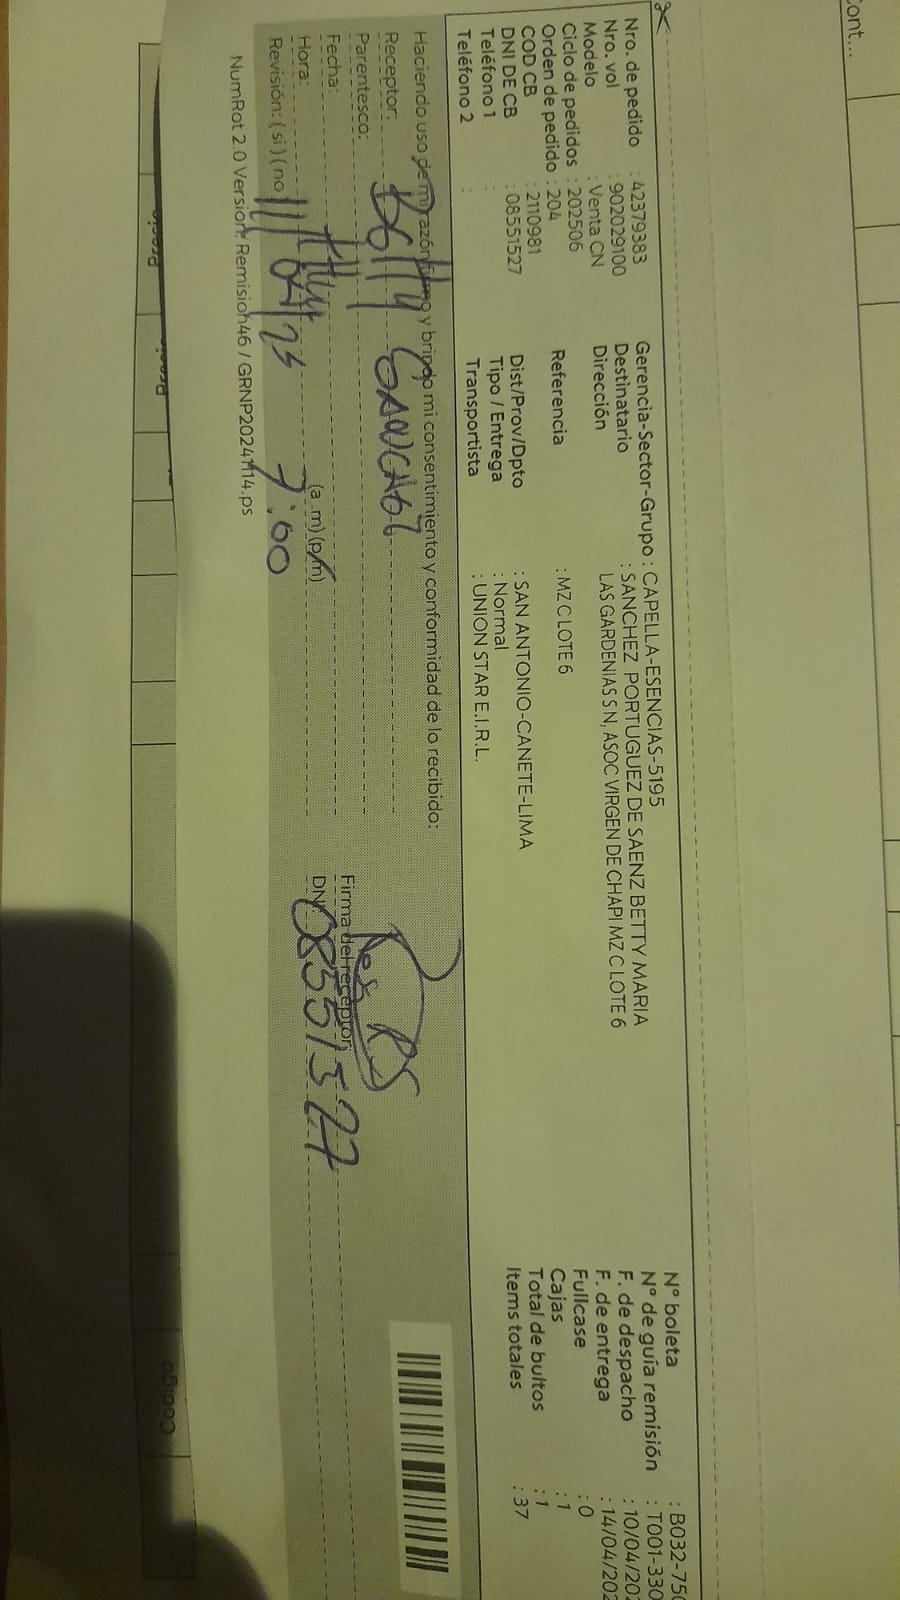 cont...
Nro. de pedido : 42379383
Nro. vol : 902029100
Modelo : Venta CN
Ciclo de pedidos : 202506
Orden de pedido : 204
COD CB : 2110981
DNI DE CB : 08551527
Teléfono 1 :
Teléfono 2 :
Gerencia-Sector-Grupo : CAPELLA-ESENCIAS-5195
Destinatario : SANCHEZ PORTUGUEZ DE SAENZ BETTY MARIA
Dirección LAS GARDENIAS S N, ASOC VIRGEN DE CHAPI MZ C LOTE 6
Referencia : MZ C LOTE 6
Dist/Prov/Dpto : SAN ANTONIO-CANETE-LIMA
Tipo / Entrega : Normal
Transportista : UNION STAR E.I.R.L.
N° boleta : B032-750
N° de guía remisión : T001-330
F. de despacho : 10/04/202
F. de entrega : 14/04/202
Fullcase : 0
Cajas : 1
Total de bultos : 1
Items totales : 37
Haciendo uso de mi razón firmo y brindo mi consentimiento y conformidad de lo recibido:
Receptor: Betty Sanchez
Parentesco:
Fecha:
Hora: (a .m) (p.m) 7:00
Revisión: ( si ) ( no
Firma del receptor:
DNI: 08551527
NumRot 2.0 Version: Remision46 / GRNP20241114.ps
Código